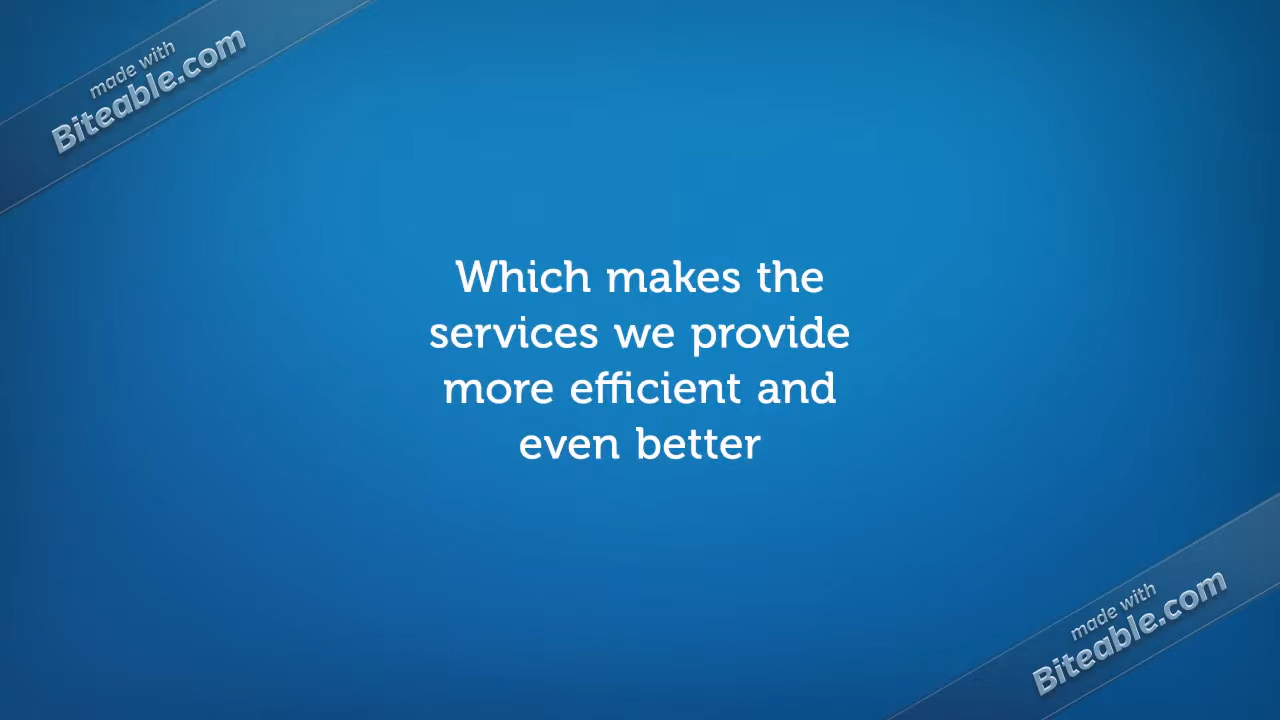 made with
Biteable.com
Which makes the
services we provide
more efficient and
even better
made with
Biteable.com